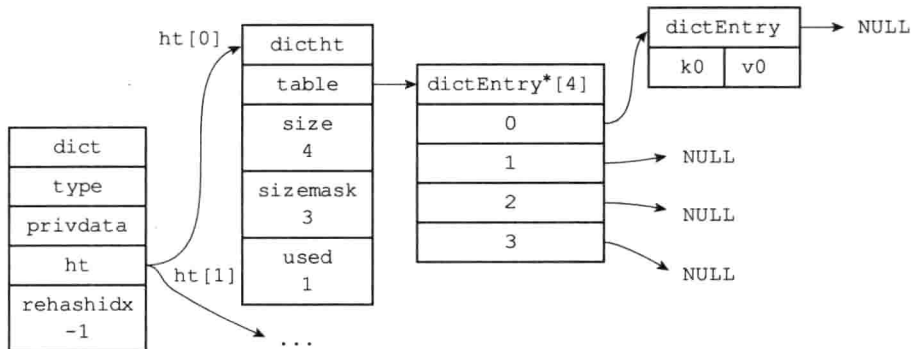 dict
type
privdata
ht
rehashidx
-1
ht[0]
ht[1]
...
dictht
table
size
4
sizemask
3
used
1
dictEntry*[4]
0
1
2
3
dictEntry
k0 v0
NULL
NULL
NULL
NULL